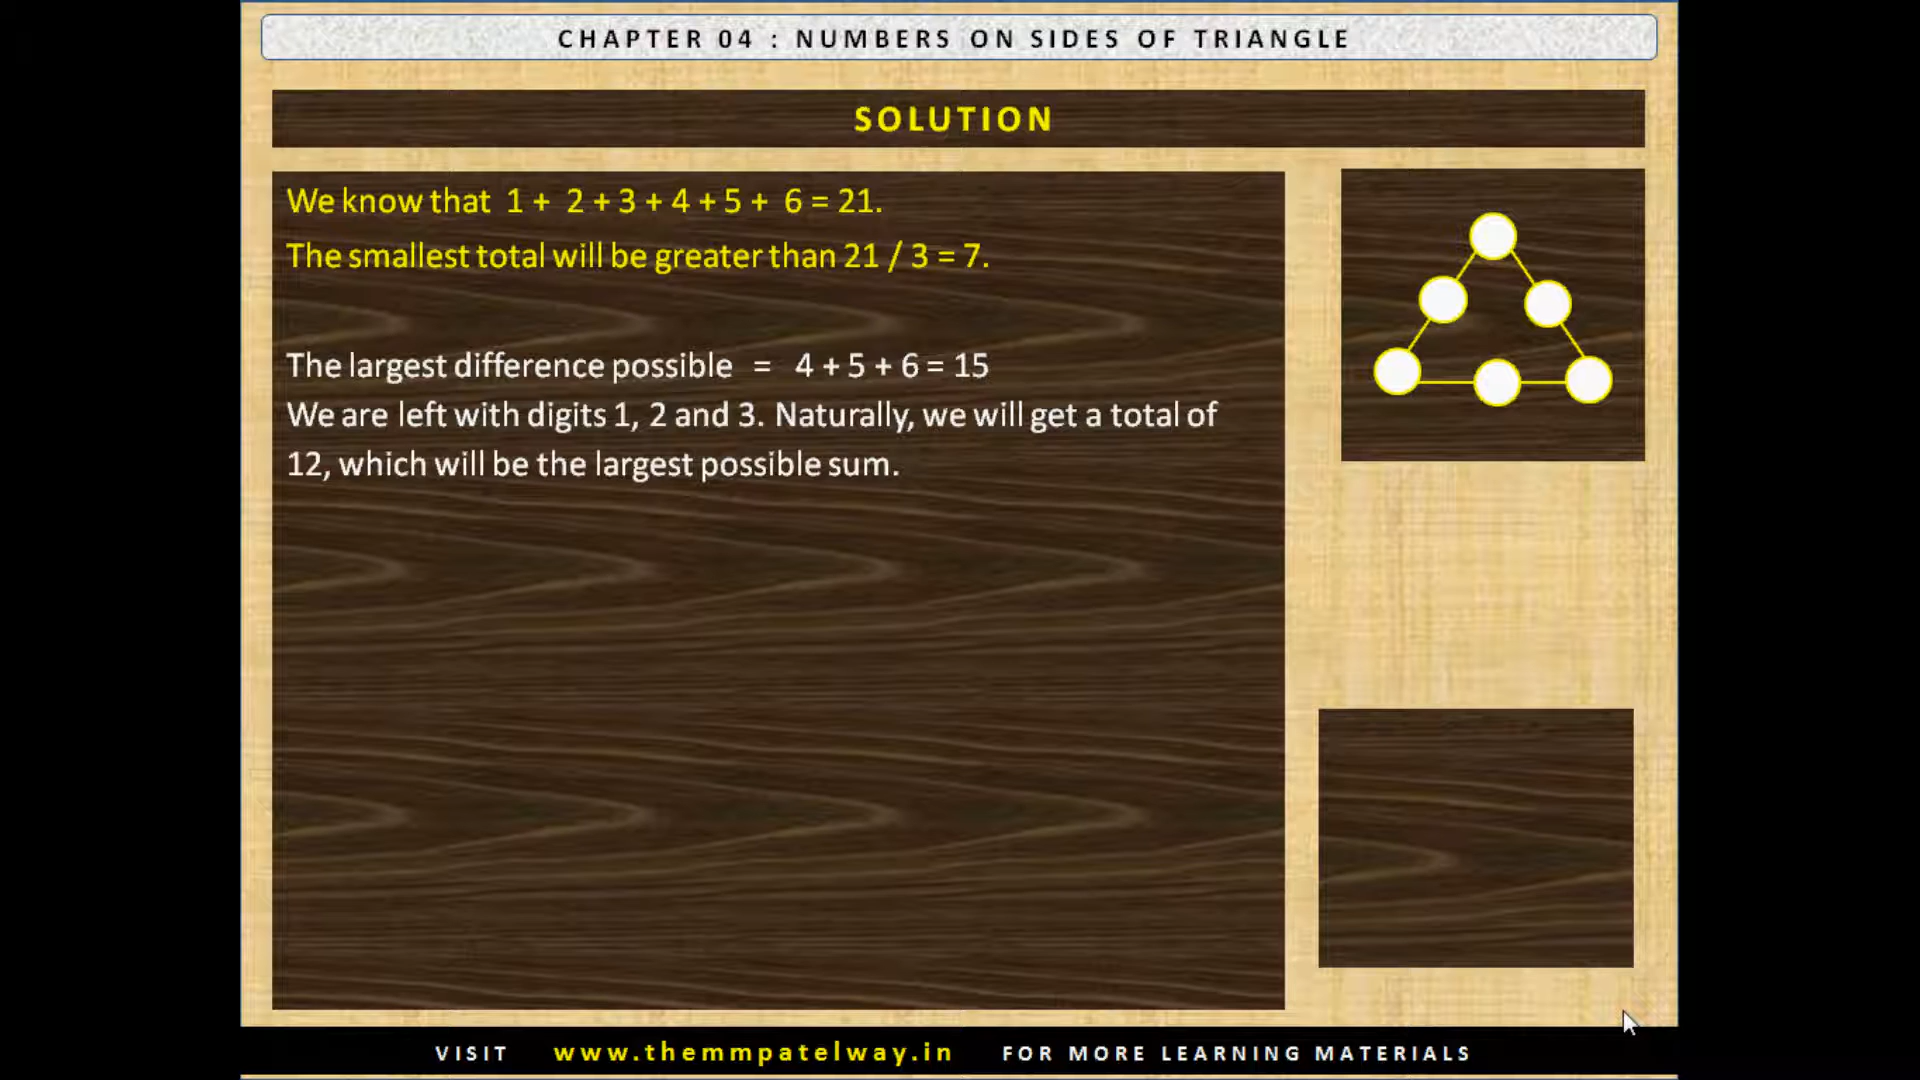 CHAPTER 04 : NUMBERS ON SIDES OF TRIANGLE
SOLUTION
We know that 1 + 2 + 3 + 4 + 5 + 6 = 21.
The smallest total will be greater than 21 / 3 = 7.
The largest difference possible = 4 + 5 + 6 = 15
We are left with digits 1, 2 and 3. Naturally, we will get a total of
12, which will be the largest possible sum.
VISIT www.themmpatelway.in FOR MORE LEARNING MATERIALS